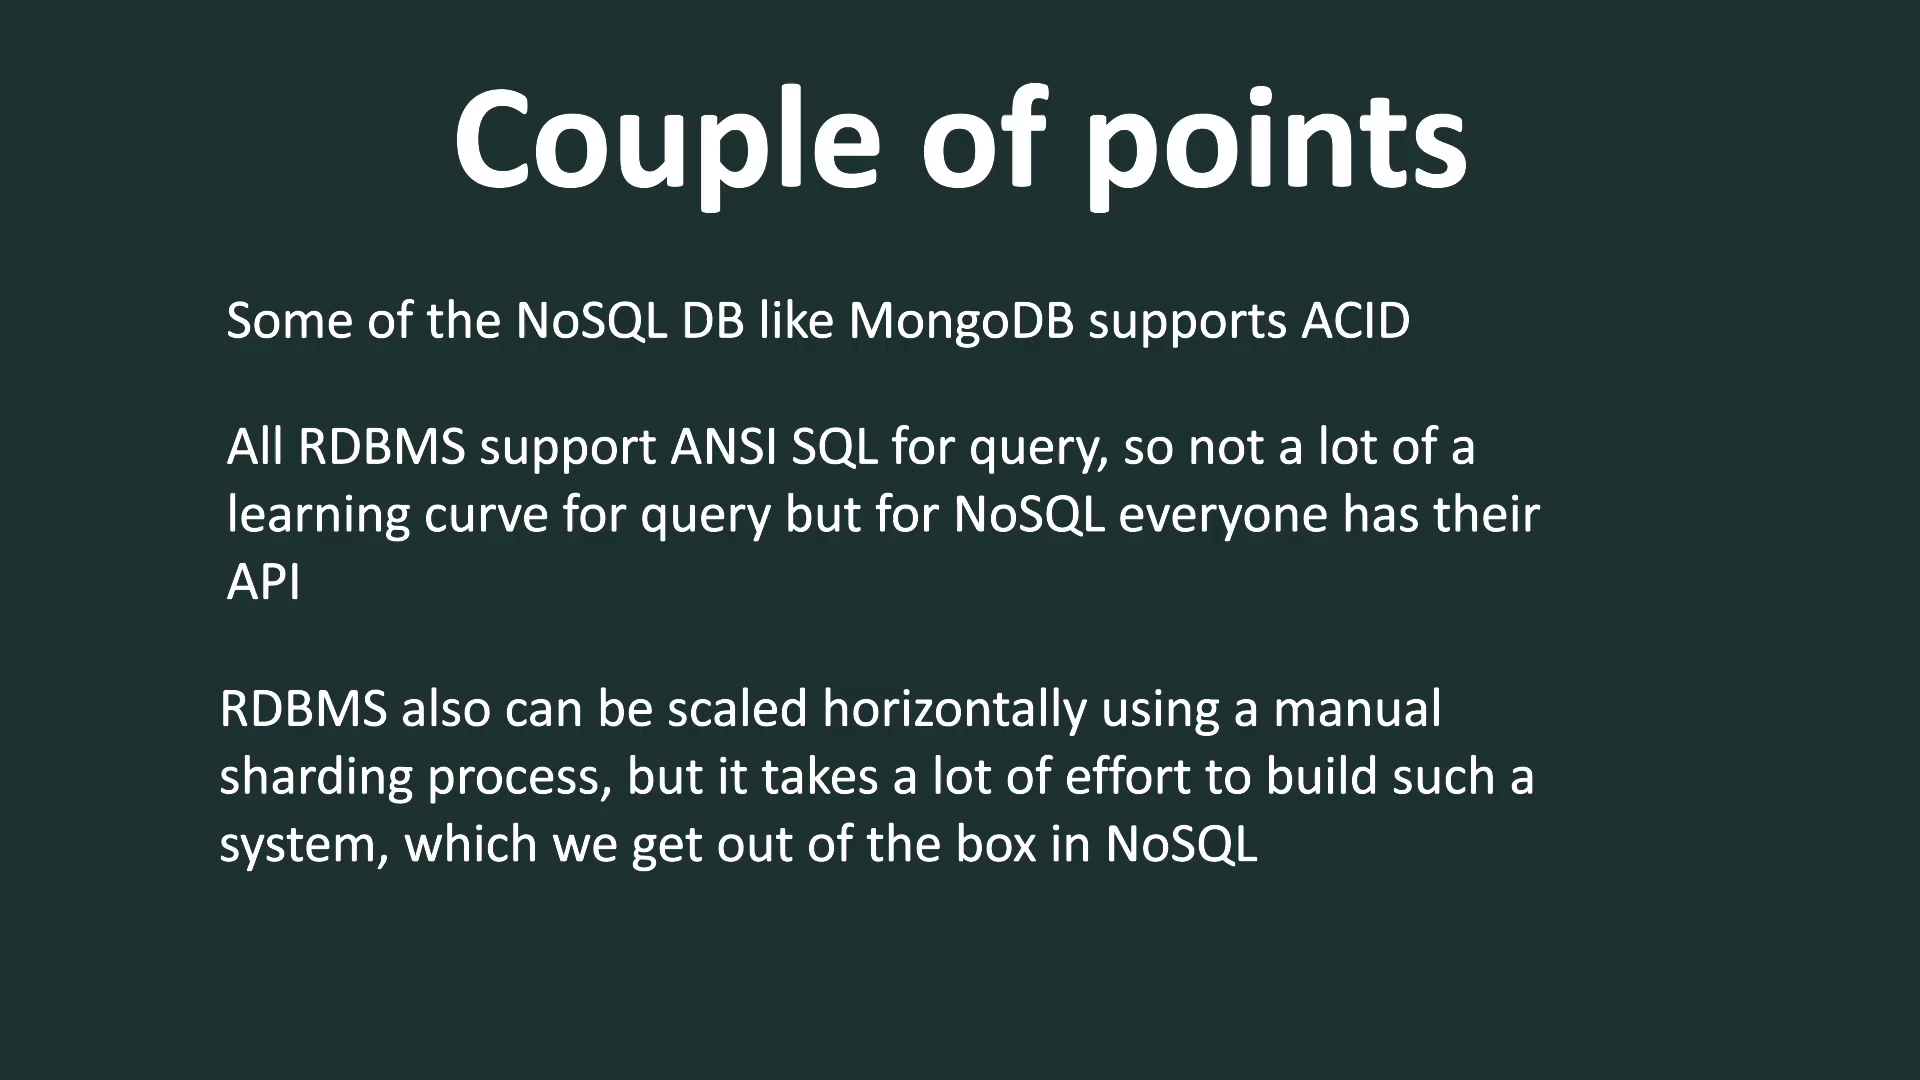 Couple of points
Some of the NoSQL DB like MongoDB supports ACID
All RDBMS support ANSI SQL for query, so not a lot of a
learning curve for query but for NoSQL everyone has their
API
RDBMS also can be scaled horizontally using a manual
sharding process, but it takes a lot of effort to build such a
system, which we get out of the box in NoSQL